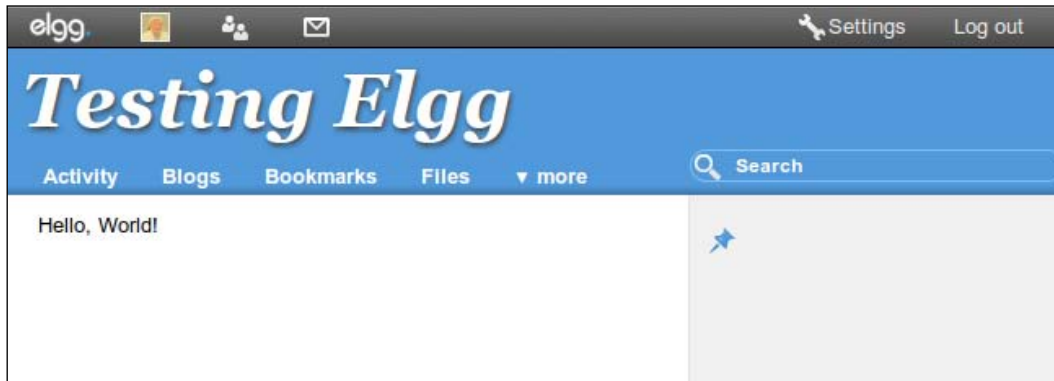 elgg. Settings Log out
Testing Elgg
Search
Activity Blogs Bookmarks Files ▼ more
Hello, World!